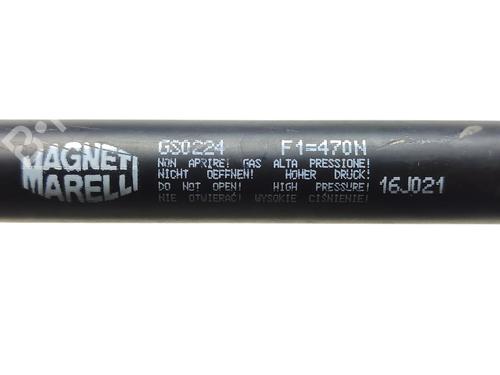 MAGNETI
MARELLI
GS0224 F1=470N
NON APRIRE! GAS ALTA PRESSIONE!
NICHT OEFFNEN! HOHER DRUCK!
DO NOT OPEN! HIGH PRESSURE!
NIE OTWIERAĆ! WYSOKIE CIŚNIENIE!
16J021